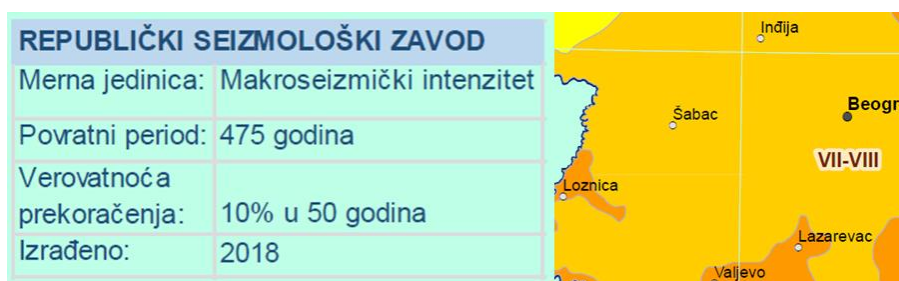 REPUBLIČKI SEIZMOLOŠKI ZAVOD
Merna jedinica: Makroseizmički intenzitet
Povratni period: 475 godina
Verovatnoća
prekoračenja: 10% u 50 godina
Izrađeno: 2018
Inđija
Šabac
Beogr
VII-VIII
Loznica
Lazarevac
Valjevo